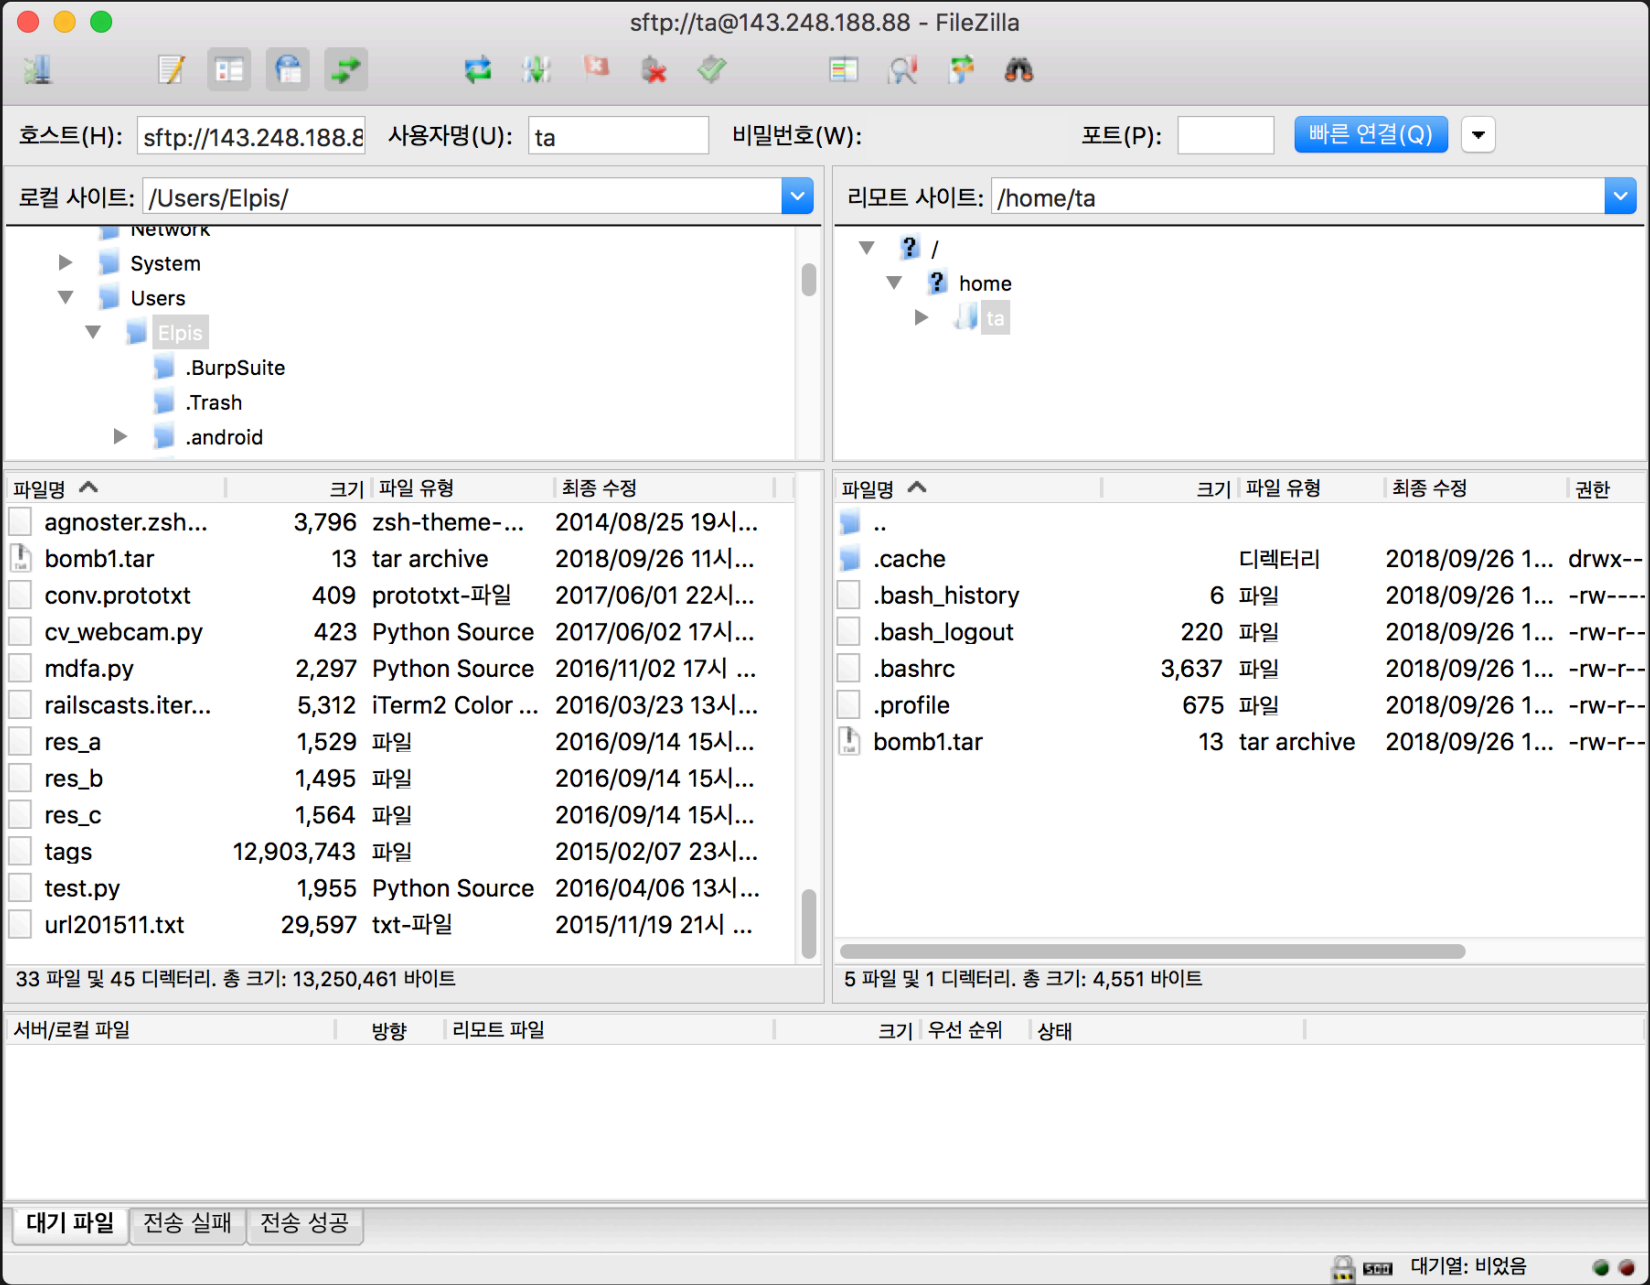 sftp://ta@143.248.188.88 - FileZilla
호스트(H): sftp://143.248.188.8 사용자명(U): ta 비밀번호(W): 포트(P): 빠른 연결(Q)
로컬 사이트: /Users/Elpis/
Network
System
Users
Elpis
.BurpSuite
.Trash
.android
리모트 사이트: /home/ta
/
home
ta
파일명 크기 파일 유형 최종 수정
agnoster.zsh... 3,796 zsh-theme-... 2014/08/25 19시...
bomb1.tar 13 tar archive 2018/09/26 11시...
conv.prototxt 409 prototxt-파일 2017/06/01 22시...
cv_webcam.py 423 Python Source 2017/06/02 17시...
mdfa.py 2,297 Python Source 2016/11/02 17시 ...
railscasts.iter... 5,312 iTerm2 Color ... 2016/03/23 13시...
res_a 1,529 파일 2016/09/14 15시...
res_b 1,495 파일 2016/09/14 15시...
res_c 1,564 파일 2016/09/14 15시...
tags 12,903,743 파일 2015/02/07 23시...
test.py 1,955 Python Source 2016/04/06 13시...
url201511.txt 29,597 txt-파일 2015/11/19 21시 ...
33 파일 및 45 디렉터리. 총 크기: 13,250,461 바이트
파일명 크기 파일 유형 최종 수정 권한
..
.cache 디렉터리 2018/09/26 1... drwx--
.bash_history 6 파일 2018/09/26 1... -rw----
.bash_logout 220 파일 2018/09/26 1... -rw-r--
.bashrc 3,637 파일 2018/09/26 1... -rw-r--
.profile 675 파일 2018/09/26 1... -rw-r--
bomb1.tar 13 tar archive 2018/09/26 1... -rw-r--
5 파일 및 1 디렉터리. 총 크기: 4,551 바이트
서버/로컬 파일 방향 리모트 파일 크기 우선 순위 상태
대기 파일 전송 실패 전송 성공
대기열: 비었음